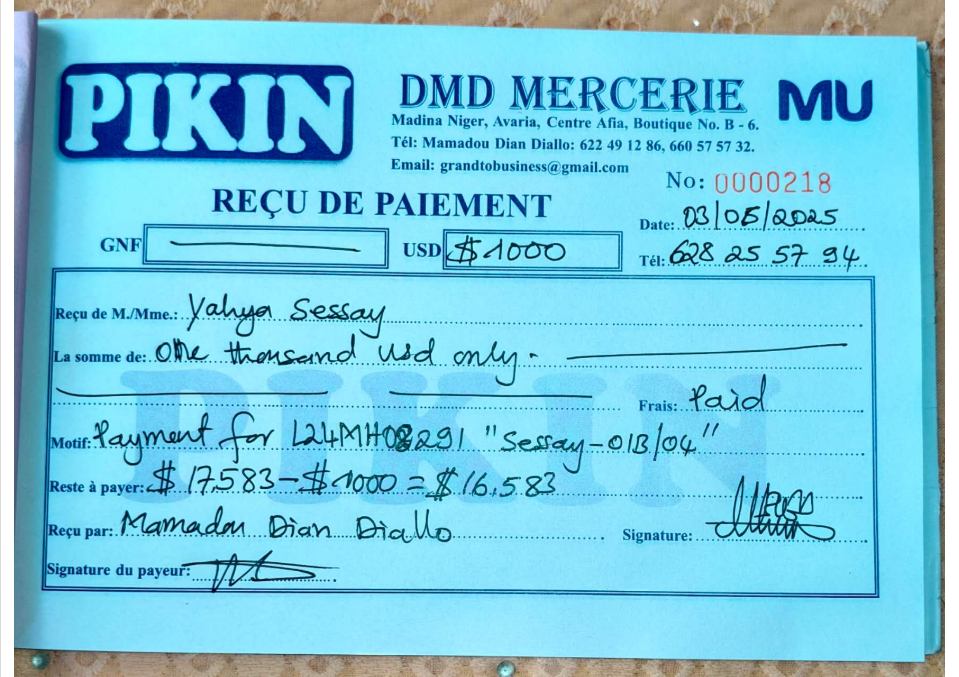 PIKIN
DMD MERCERIE
MU
Madina Niger, Avaria, Centre Afia, Boutique No. B - 6.
Tél: Mamadou Dian Diallo: 622 49 12 86, 660 57 57 32.
Email: grandtobusiness@gmail.com
No: 0000218
REÇU DE PAIEMENT
Date: 03/05/2025
GNF
USD $1000
Tél: 628 25 57 94
Reçu de M./Mme.: Yahya Sessay
La somme de: One thousand usd only.
Frais: Paid
Motif: Payment for L24MH08291 "Sessay-013/04"
Reste à payer: $17,583-$1000 = $16,583
Reçu par: Mamadou Dian Diallo
Signature:
Signature du payeur:
PIKIN